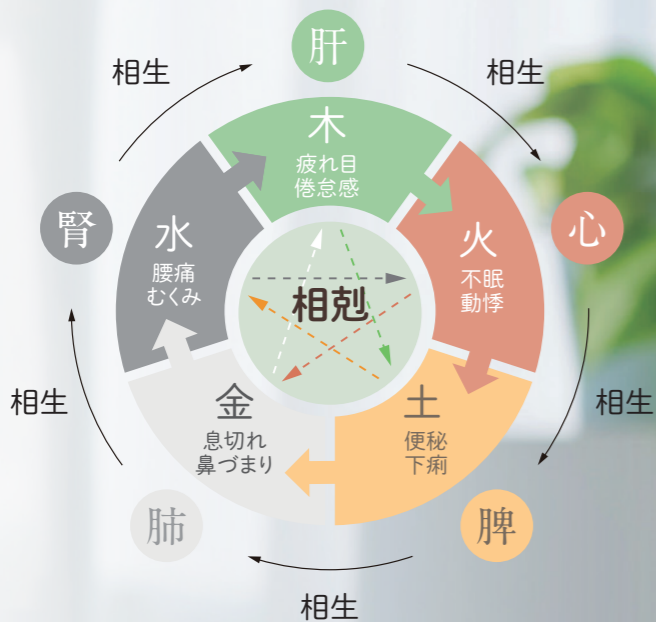 肝
相生
相生
木
疲れ目
倦怠感
腎
水
腰痛
むくみ
火
不眠
動悸
心
相剋
相生
金
息切れ
鼻づまり
土
便秘
下痢
相生
肺
脾
相生